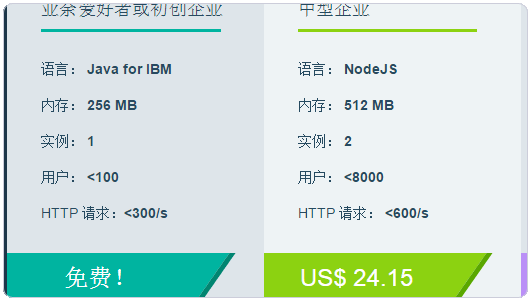 业余爱好者或初创企业
语言： Java for IBM
内存： 256 MB
实例： 1
用户： <100
HTTP 请求：<300/s
免费！
中型企业
语言： NodeJS
内存： 512 MB
实例： 2
用户： <8000
HTTP 请求： <600/s
US$ 24.15